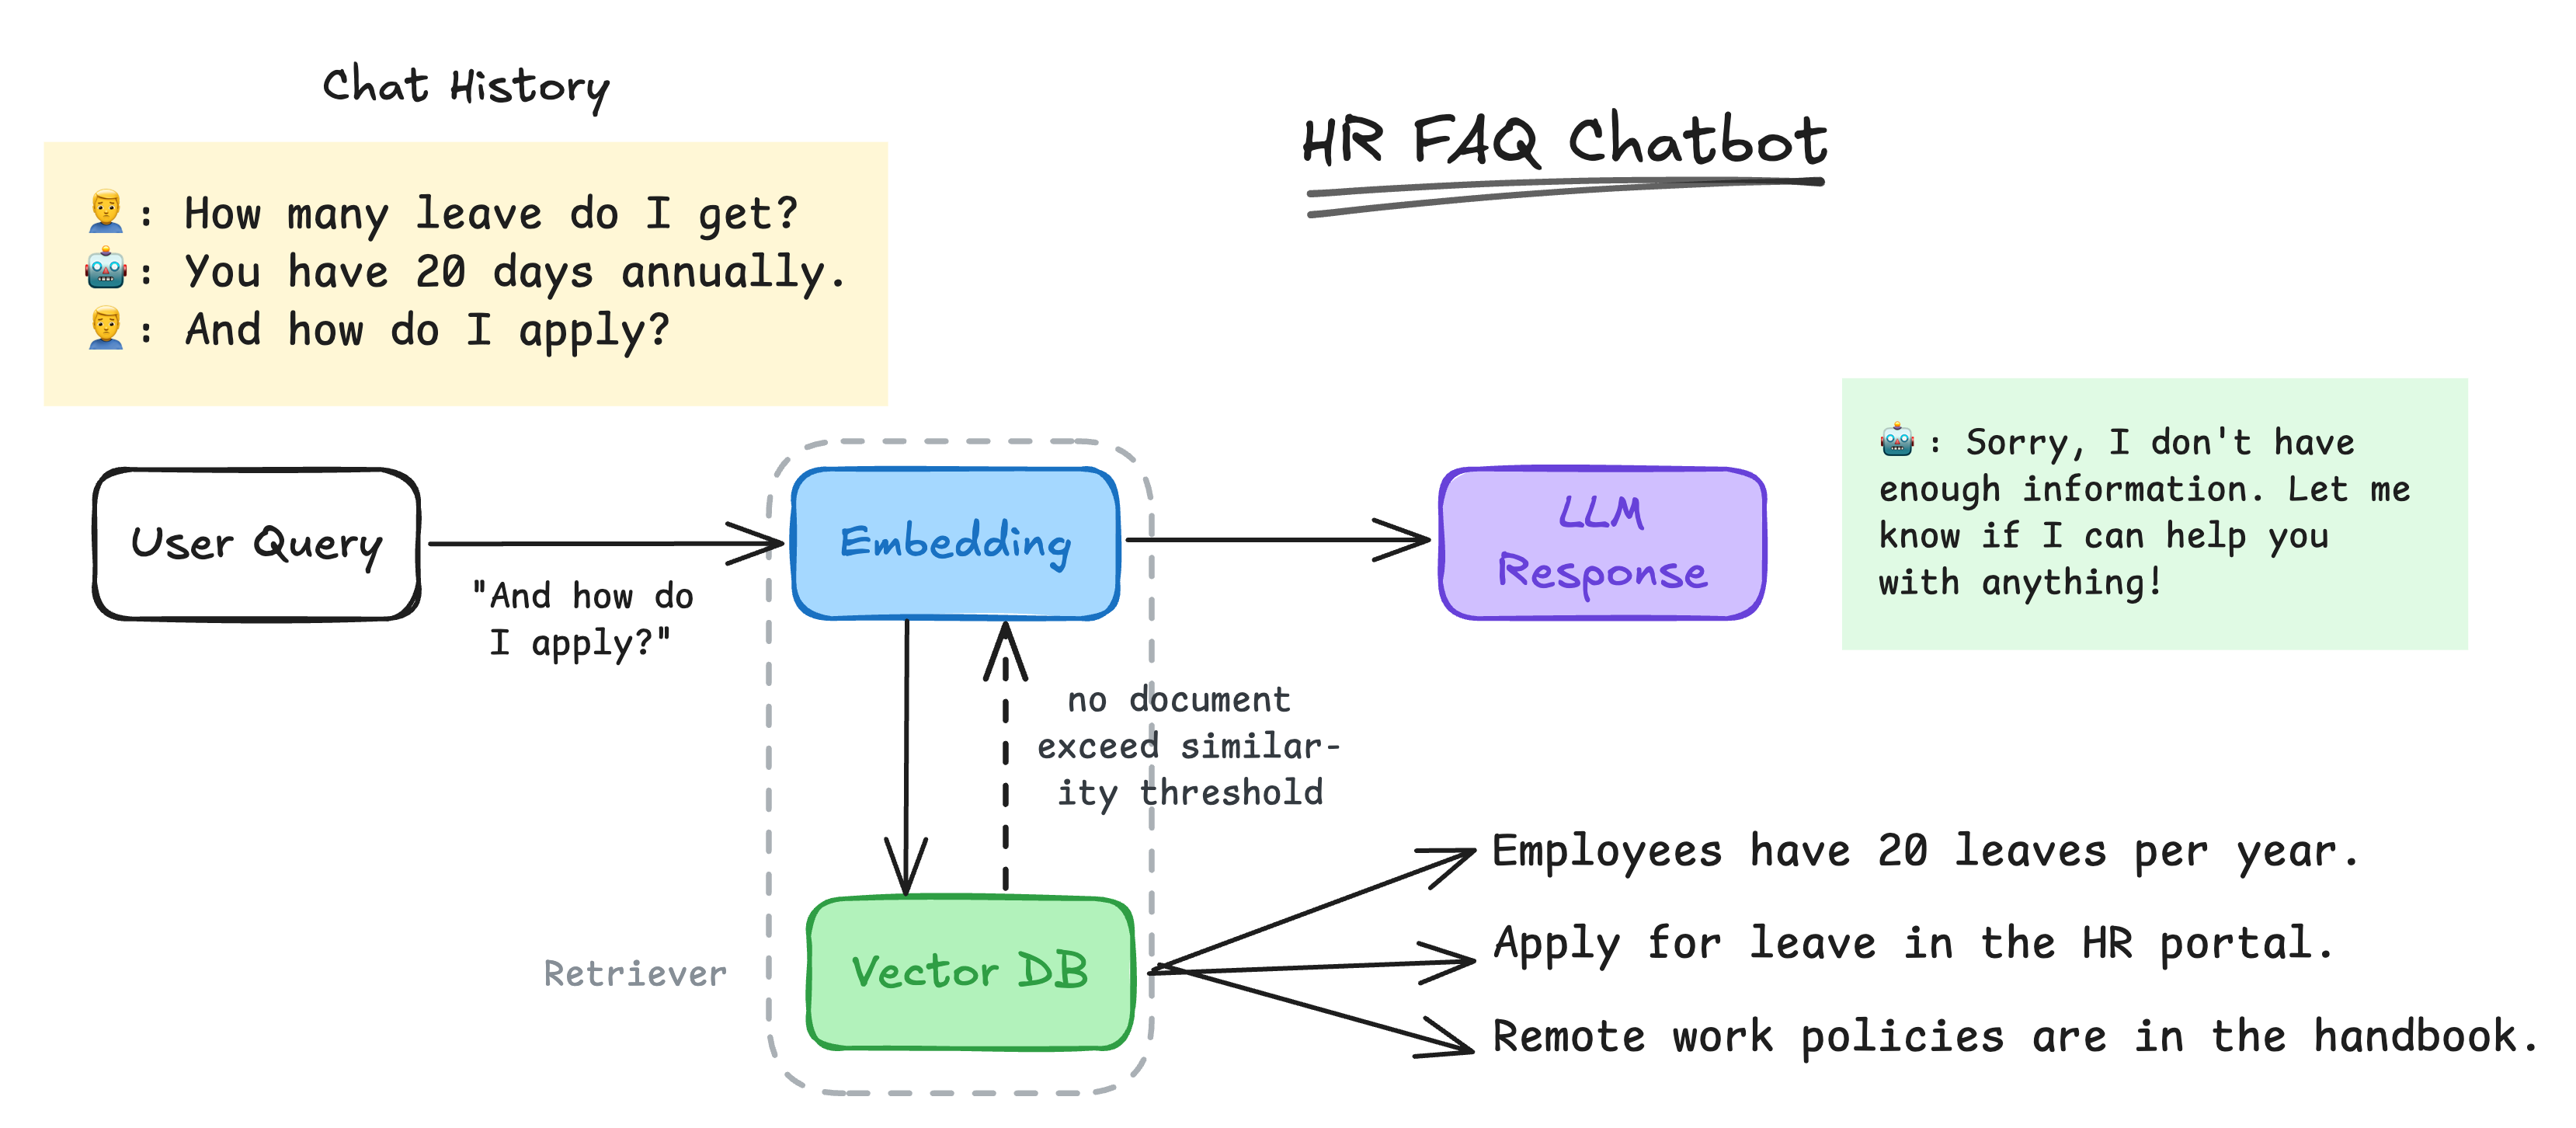 Chat History
HR FAQ Chatbot
: How many leave do I get?
: You have 20 days annually.
: And how do I apply?
: Sorry, I don't have
enough information. Let me
know if I can help you
with anything!
User Query
"And how do
I apply?"
Embedding
LLM
Response
no document
exceed similar-
ity threshold
Retriever
Vector DB
Employees have 20 leaves per year.
Apply for leave in the HR portal.
Remote work policies are in the handbook.